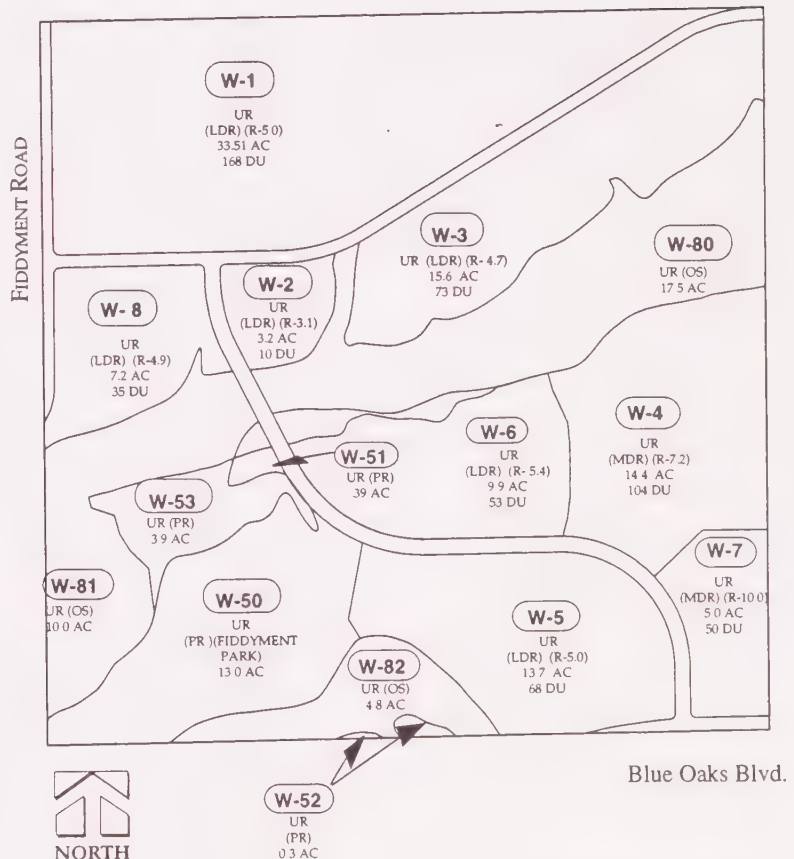 FIDDYMENT ROAD
W-1
UR
(LDR) (R-5 0)
33.51 AC
168 DU
W-3
UR (LDR) (R- 4.7)
15.6 AC
73 DU
W-80
UR (OS)
17 5 AC
W-2
UR
(LDR) (R-3.1)
3.2 AC
10 DU
W- 8
UR
(LDR) (R-4.9)
7.2 AC
35 DU
W-4
UR
(MDR) (R-7.2)
14 4 AC
104 DU
W-6
UR
(LDR) (R- 5.4)
9 9 AC
53 DU
W-51
UR (PR)
39 AC
W-53
UR (PR)
3 9 AC
W-7
UR
(MDR) (R-10 0)
5.0 AC
50 DU
W-81
UR (OS)
10 0 AC
W-50
UR
(PR )(FIDDYMENT
PARK)
13 0 AC
W-5
UR
(LDR) (R-5.0)
13 7 AC
68 DU
W-82
UR (OS)
4 8 AC
Blue Oaks Blvd.
W-52
UR
(PR)
0 3 AC
NORTH